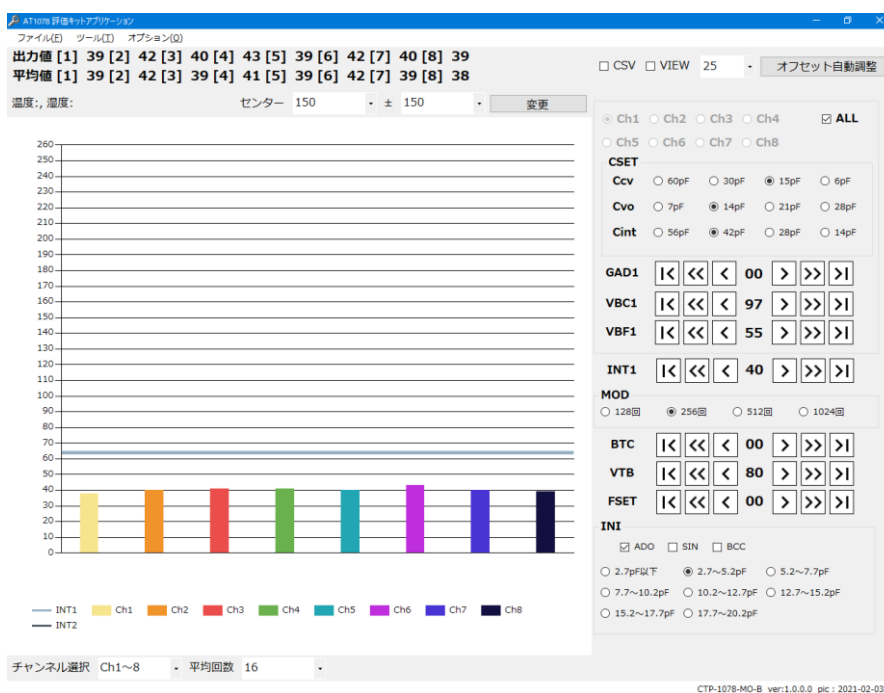 AT1078 評価キットアプリケーション
ファイル(F) ツール(T) オプション(O)
出力値 [1] 39 [2] 42 [3] 40 [4] 43 [5] 39 [6] 42 [7] 40 [8] 39
平均値 [1] 39 [2] 42 [3] 39 [4] 41 [5] 39 [6] 42 [7] 39 [8] 38
CSV VIEW 25 オフセット自動調整
温度:, 湿度: センター 150 ± 150 変更
260
250
240
230
220
210
200
190
180
170
160
150
140
130
120
110
100
90
80
70
60
50
40
30
20
10
0
INT1 Ch1 Ch2 Ch3 Ch4 Ch5 Ch6 Ch7 Ch8
INT2
チャンネル選択 Ch1～8 平均回数 16
Ch1 Ch2 Ch3 Ch4 ALL
Ch5 Ch6 Ch7 Ch8
CSET
Ccv 60pF 30pF 15pF 6pF
Cvo 7pF 14pF 21pF 28pF
Cint 56pF 42pF 28pF 14pF
GAD1 00
VBC1 97
VBF1 55
INT1 40
MOD
128回 256回 512回 1024回
BTC 00
VTB 80
FSET 00
INI
ADO SIN BCC
2.7pF以下 2.7～5.2pF 5.2～7.7pF
7.7～10.2pF 10.2～12.7pF 12.7～15.2pF
15.2～17.7pF 17.7～20.2pF
CTP-1078-MO-B ver:1.0.0.0 pic : 2021-02-03